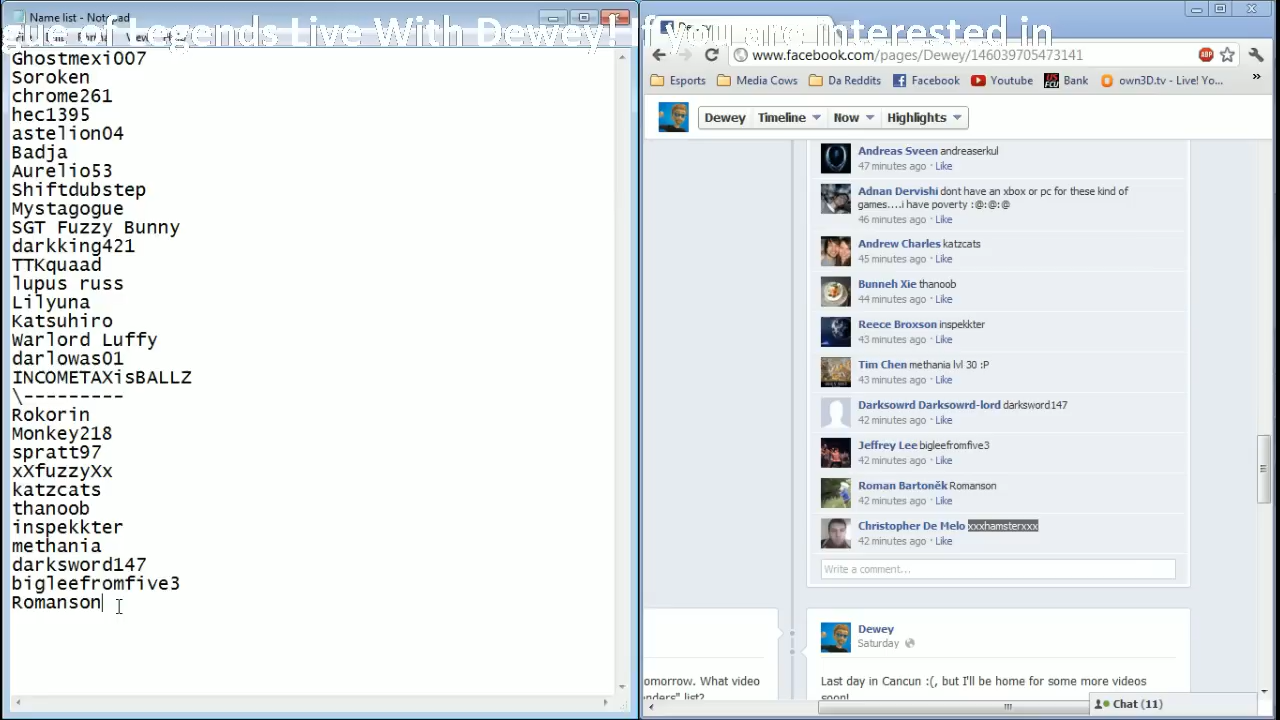 Name list - Notepad
gue of Legends Live With Dewey! If you are interested in
Ghostmexi007
Soroken
chrome261
hec1395
astelion04
Badja
Aurelio53
Shiftdubstep
Mystagogue
SGT Fuzzy Bunny
darkking421
TTKquaad
lupus russ
Lilyuna
Katsuhiro
Warlord Luffy
darlowas01
INCOMETAXisBALLZ
\---------
Rokorin
Monkey218
spratt97
xXfuzzyXx
katzcats
thanoob
inspekkter
methania
darksword147
bigleefromfive3
Romanson
www.facebook.com/pages/Dewey/146039705473141
ABP
Esports Media Cows Da Reddits Facebook Youtube Bank own3D.tv - Live! Yo... »
Dewey Timeline Now Highlights
Andreas Sveen andreaserkul
47 minutes ago · Like
Adnan Dervishi dont have an xbox or pc for these kind of
games....i have poverty :@:@:@
46 minutes ago · Like
Andrew Charles katzcats
45 minutes ago · Like
Bunneh Xie thanoob
44 minutes ago · Like
Reece Broxson inspekkter
43 minutes ago · Like
Tim Chen methania lvl 30 :P
43 minutes ago · Like
Darksowrd Darksowrd-lord darksword147
42 minutes ago · Like
Jeffrey Lee bigleefromfive3
42 minutes ago · Like
Roman Bartoněk Romanson
42 minutes ago · Like
Christopher De Melo xxxhamsterxxx
42 minutes ago · Like
Write a comment...
Dewey
Saturday
omorrow. What video
nders" list?
Last day in Cancun :(, but I'll be home for some more videos
soon!
Chat (11)